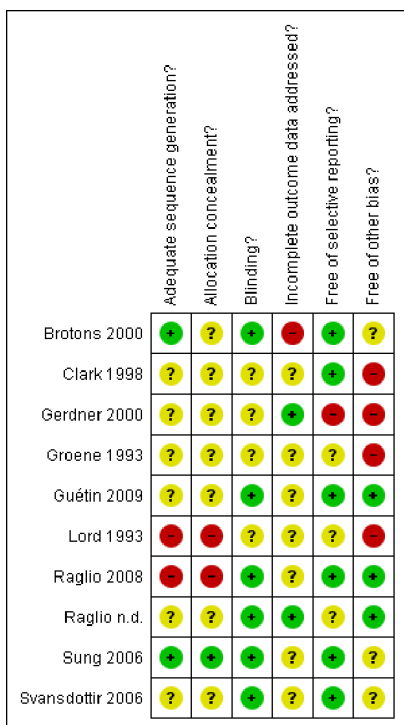 Adequate sequence generation?
Allocation concealment?
Blinding?
Incomplete outcome data addressed?
Free of selective reporting?
Free of other bias?
Brotons 2000 + ? + - + ?
Clark 1998 ? ? ? ? + -
Gerdner 2000 ? ? ? + - -
Groene 1993 ? ? ? ? ? -
Guétin 2009 ? ? + ? + +
Lord 1993 - - ? ? ? -
Raglio 2008 - - + ? + +
Raglio n.d. ? ? + + ? +
Sung 2006 + + + ? + ?
Svansdottir 2006 ? ? + ? + ?